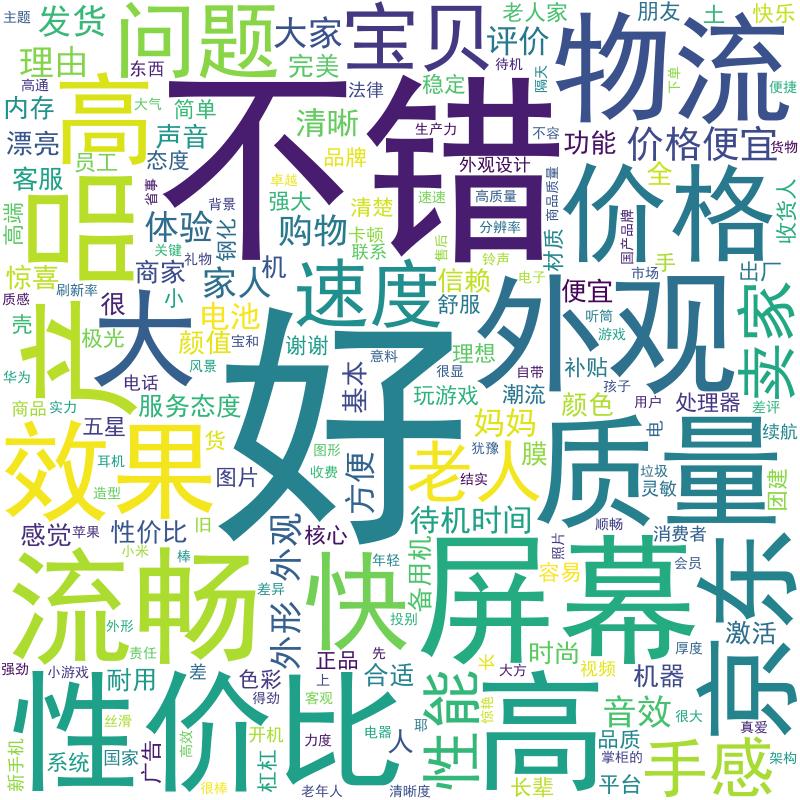 主题
发货
问题
大家
宝贝
老人家
朋友
土
快乐
理由
东西
完美
评价
待机
物流
高通
大气
高
法律
稳定
隔天
下单
便捷
内存
简单
清晰
不错
生产力
不容
功能
价格便宜
货物
漂亮
声音
品牌
外观设计
员工
态度
客服
省事
卓越
强大
清楚
速速
高质量
商品质量
价格
全
收货人
品
背景
钢化
购物
卡顿
分辨率
材质
国产品牌
高端
体验
关键
联系
售后
铃声
手
出厂
惊喜
商家
礼物
家人
机
速度
信赖
电子
外观
市场
质感
刷新率
很
大
小
电池
舒服
便宜
听筒
游戏
卖家
壳
极光
颜值
宝和
谢谢
意料
理想
补贴
华为
产
电话
风景
好
基本
很显
自带
孩子
商品
实力
服务态度
玩游戏
潮流
颜色
用户
处理器
差评
五星
效果
货
图形
妈妈
犹豫
质量
电
续航
耳机
图片
收费
方便
老人
膜
垃圾
灵敏
团建
造型
结实
感觉
苹果
性价比
旧
核心
待机时间
顺畅
消费者
小米
棒
外形 外观
年轻
备用机
照片
容易
会员
流畅
差异
快
投别
屏幕
京东
外形
责任
激活
强劲
小游戏
耐用
差
色彩
正品
先
合适
长
大方
时尚
视频
机器
厚度
得劲
上
客观
性能
高
惊艳
音效
很大
真爱
性价比
丝滑
新手机
系统
国家
广告
高效
开机
力度
电器
耶
人
品质
掌柜的
手感
架构
很棒
杠杠
老年人
清晰度
长辈
平台